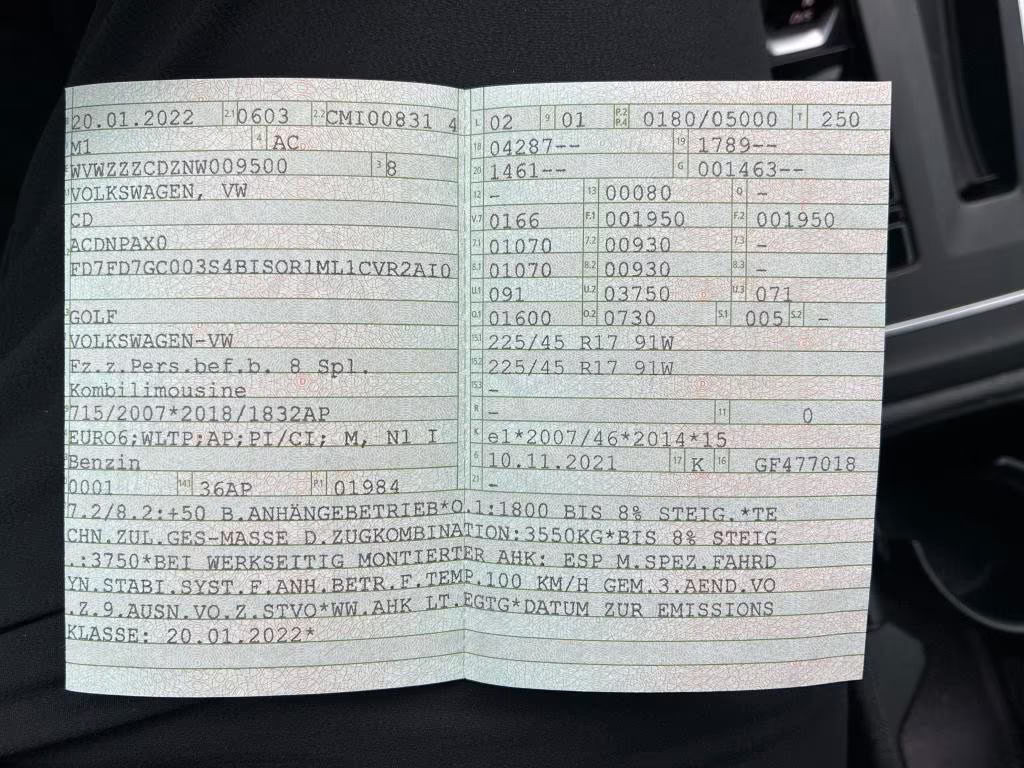 20.01.2022 2.1 0603 2.2 CMI00831 4
M1 4 AC
WVWZZZCDZNW009500 3 8
VOLKSWAGEN, VW
CD
ACDNPAX0
FD7FD7GC003S4BISOR1ML1CVR2AI0
GOLF
VOLKSWAGEN-VW
Fz.z.Pers.bef.b. 8 Spl.
Kombilimousine
715/2007*2018/1832AP
EURO6;WLTP;AP;PI/CI; M, N1 I
Benzin
0001 14.1 36AP P.1 01984
L 02 9 01 P.2 P.4 0180/05000 T 250
18 04287-- 19 1789--
20 1461-- G 001463--
12 - 13 00080 Q -
V.7 0166 F.1 001950 F.2 001950
7.1 01070 7.2 00930 7.3 -
8.1 01070 8.2 00930 8.3 -
U.1 091 U.2 03750 U.3 071
O.1 01600 O.2 0730 S.1 005 S.2 -
15.1 225/45 R17 91W
15.2 225/45 R17 91W
15.3 -
R - 11 0
K e1*2007/46*2014*15
6 10.11.2021 17 K 16 GF477018
21 -
7.2/8.2:+50 B.ANHÄNGEBETRIEB*O.1:1800 BIS 8% STEIG.*TE
CHN.ZUL.GES-MASSE D.ZUGKOMBINATION:3550KG*BIS 8% STEIG
.:3750*BEI WERKSEITIG MONTIERTER AHK: ESP M.SPEZ.FAHRD
YN.STABI.SYST.F.ANH.BETR.F.TEMP.100 KM/H GEM.3.AEND.VO
.Z.9.AUSN.VO.Z.STVO*WW.AHK LT.EGTG*DATUM ZUR EMISSIONS
KLASSE: 20.01.2022*